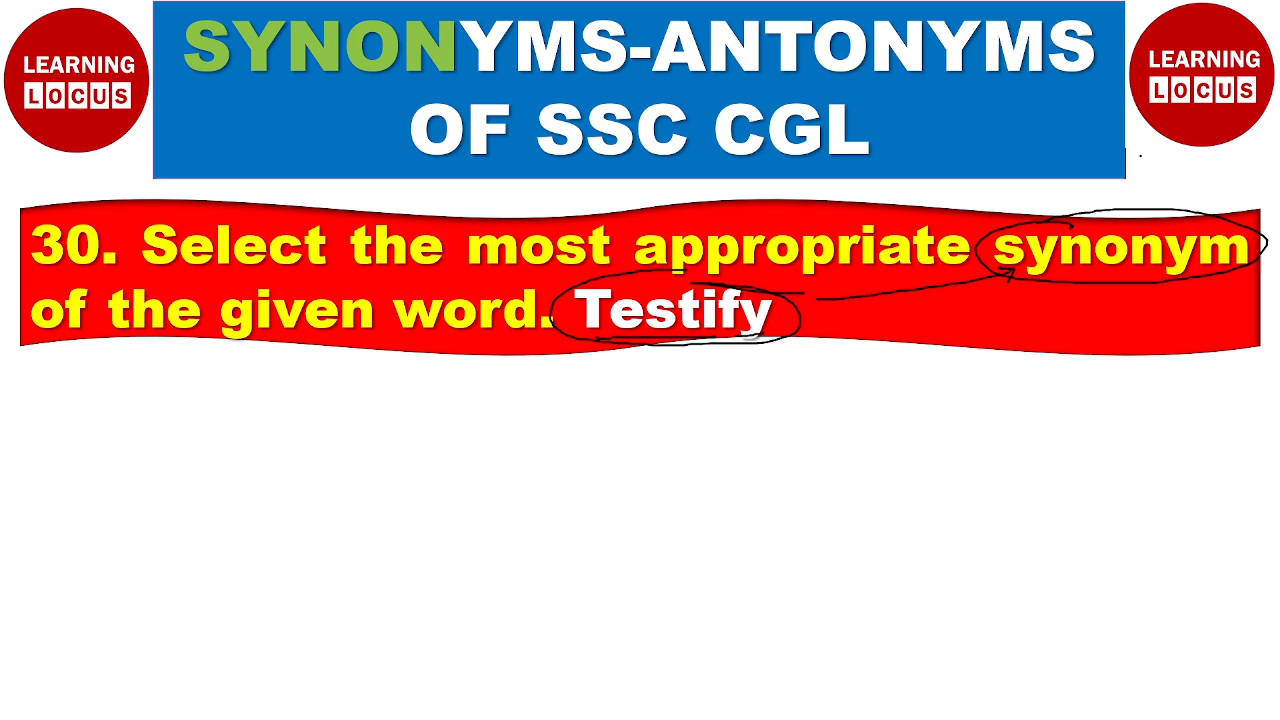 LEARNING
LOCUS
SYNONYMS-ANTONYMS
OF SSC CGL
LEARNING
LOCUS
30. Select the most appropriate synonym
of the given word. Testify